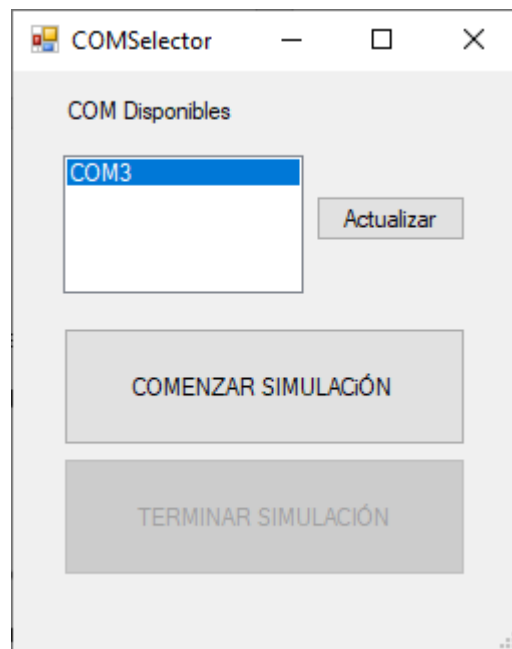 COMSelector
COM Disponibles
COM3
Actualizar
COMENZAR SIMULACiÓN
TERMINAR SIMULACIÓN